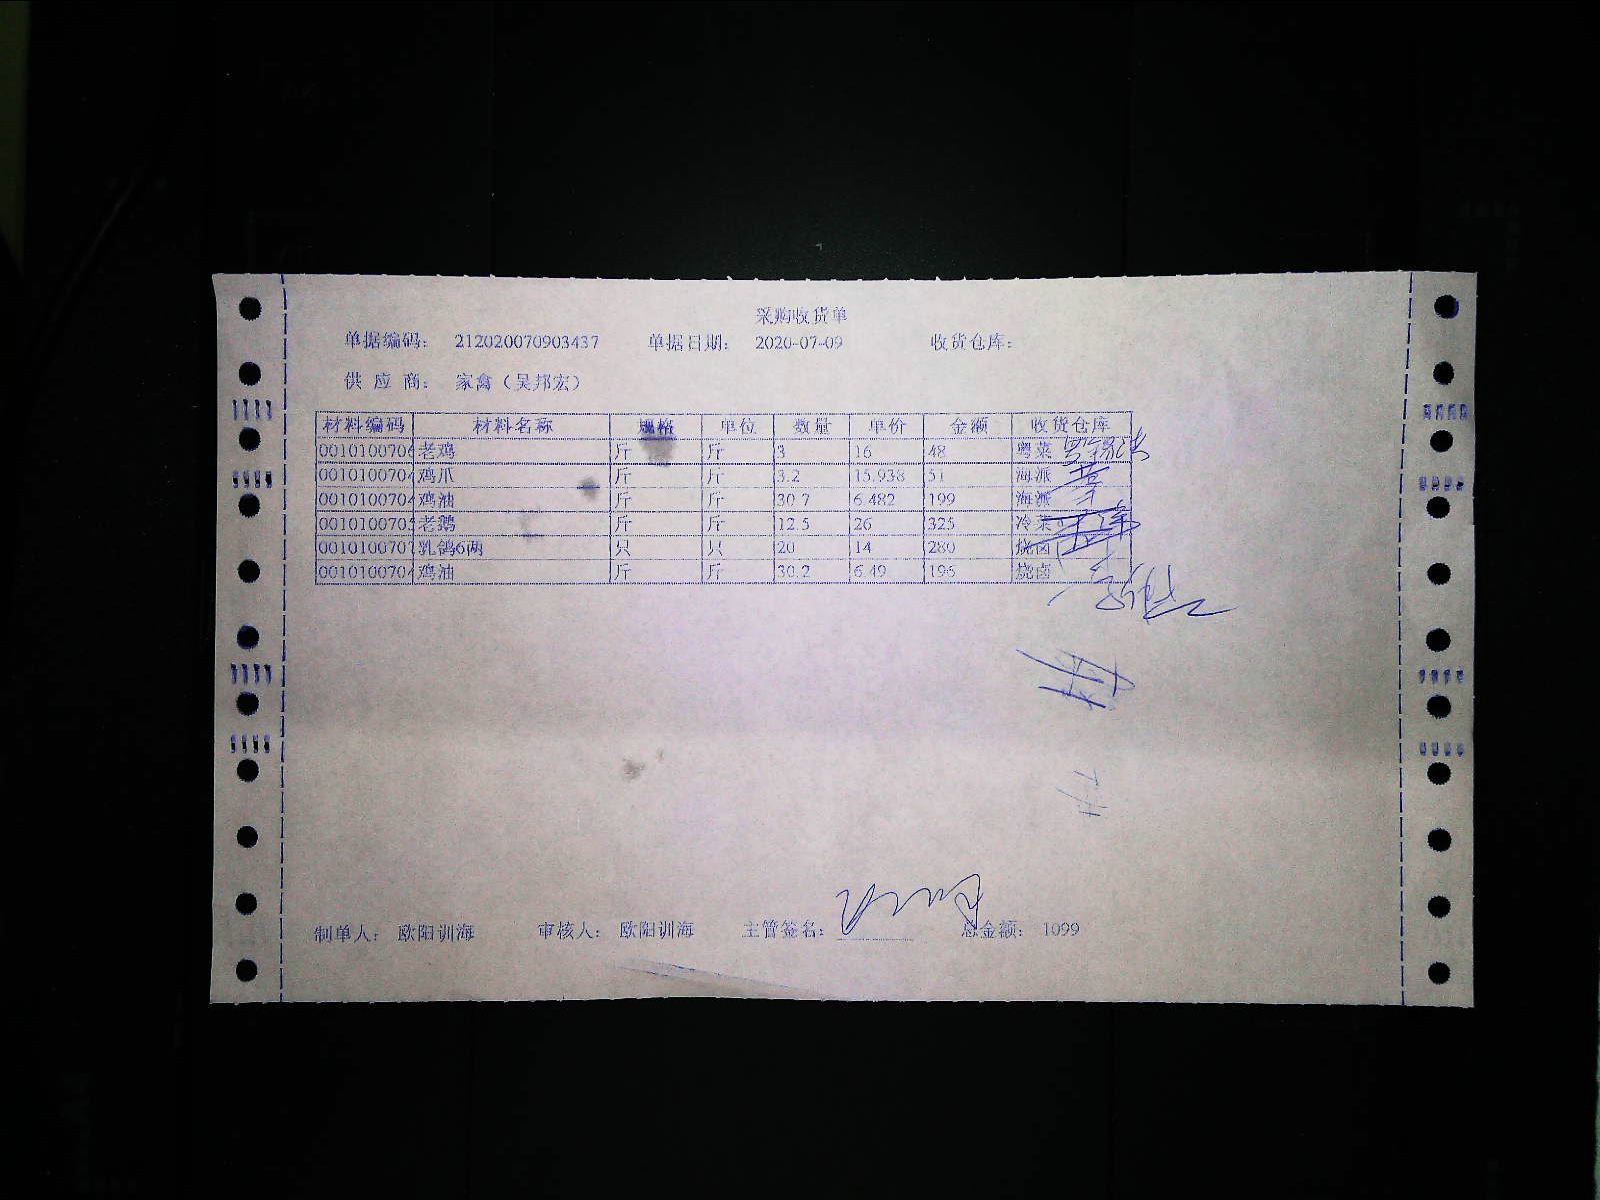 采购收货单
单据编码: 212020070903437 单据日期: 2020-07-09 收货仓库:
供 应 商: 家禽(吴邦宏)
材料编码 材料名称 规格 单位 数量 单价 金额 收货仓库
0010100706 老鸡 斤 斤 3 16 48 粤菜
001010070 鸡爪 斤 斤 3.2 15.938 51 海派
001010070 鸡油 斤 斤 30.7 6.482 199 海派
001010070 老鹅 斤 斤 12.5 26 325 冷菜
001010070 乳鸽6两 只 只 20 14 280 烧卤
001010070 鸡油 斤 斤 30.2 6.49 196 烧卤
制单人: 欧阳训海 审核人: 欧阳训海 主管签名: 总金额: 1099